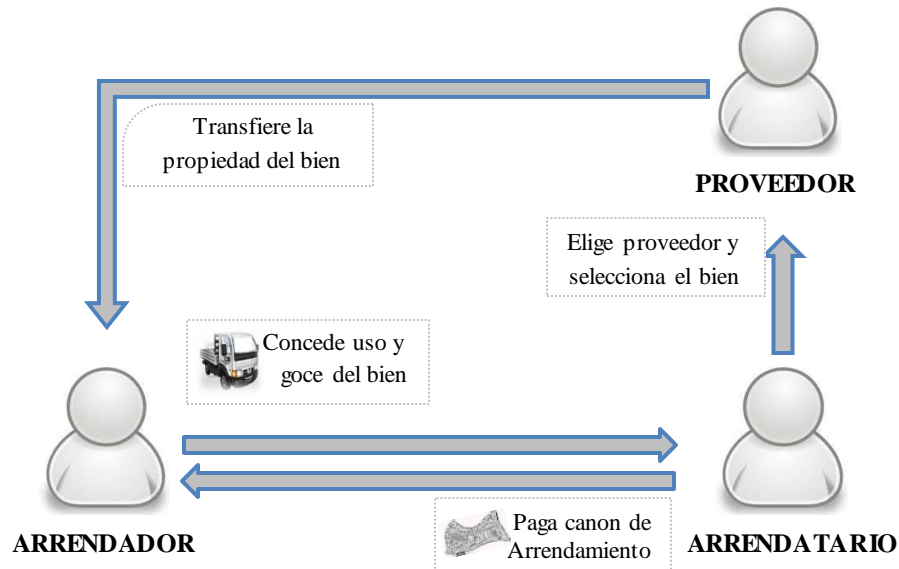 Transfiere la
propiedad del bien
PROVEEDOR
Elige proveedor y
selecciona el bien
Concede uso y
goce del bien
ARRENDADOR
Paga canon de
Arrendamiento
ARRENDATARIO